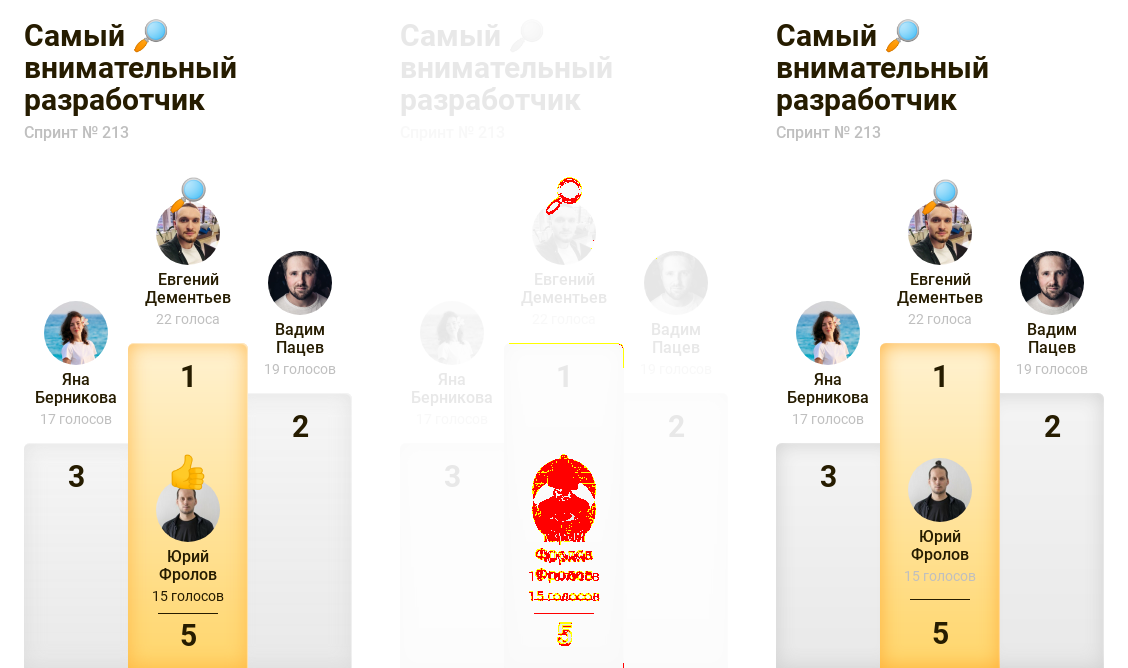 Самый 🔎
внимательный
разработчик
Спринт № 213
Евгений
Дементьев
22 голоса
Вадим
Пацев
19 голосов
Яна
Берникова
17 голосов
1
2
3
👍
Юрий
Фролов
15 голосов
5
Самый 🔎
внимательный
разработчик
Спринт № 213
Евгений
Дементьев
22 голоса
Вадим
Пацев
19 голосов
Яна
Берникова
17 голосов
1
2
3
Фролов
15 голосов
Самый 🔎
внимательный
разработчик
Спринт № 213
Евгений
Дементьев
22 голоса
Вадим
Пацев
19 голосов
Яна
Берникова
17 голосов
1
2
3
Юрий
Фролов
15 голосов
5